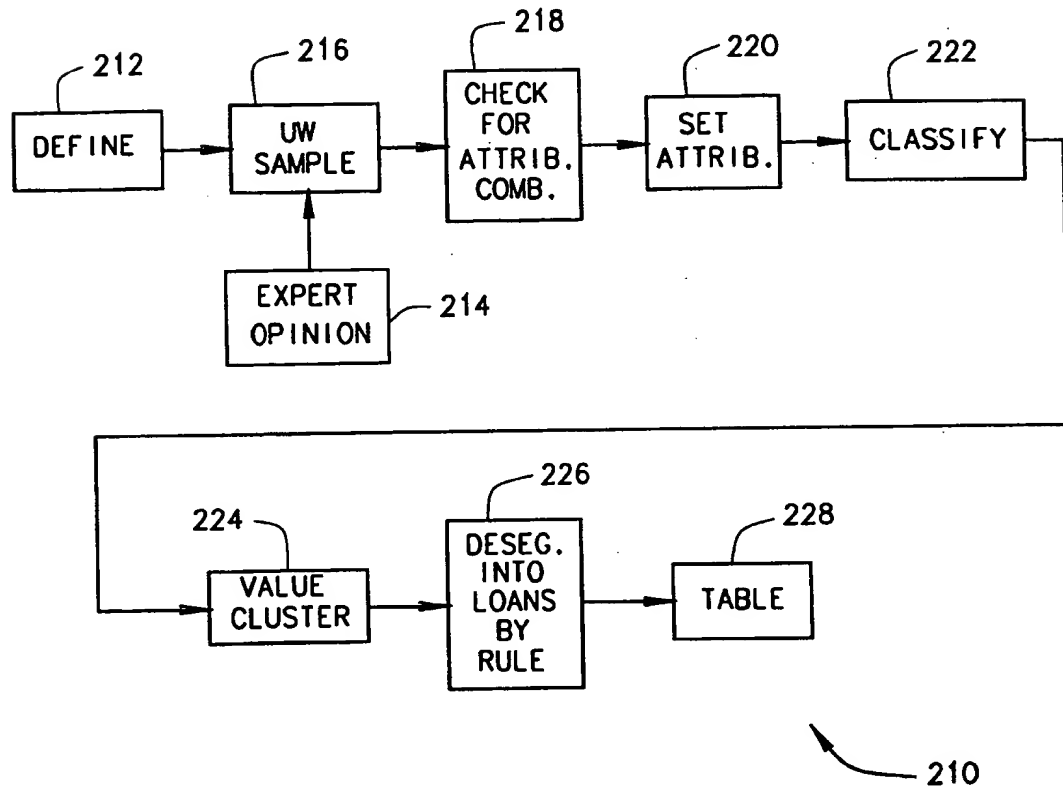 212
DEFINE
216
UW
SAMPLE
218
CHECK
FOR
ATTRIB.
COMB.
220
SET
ATTRIB.
222
CLASSIFY
EXPERT
OPINION
214
224
VALUE
CLUSTER
226
DESEG.
INTO
LOANS
BY
RULE
228
TABLE
210